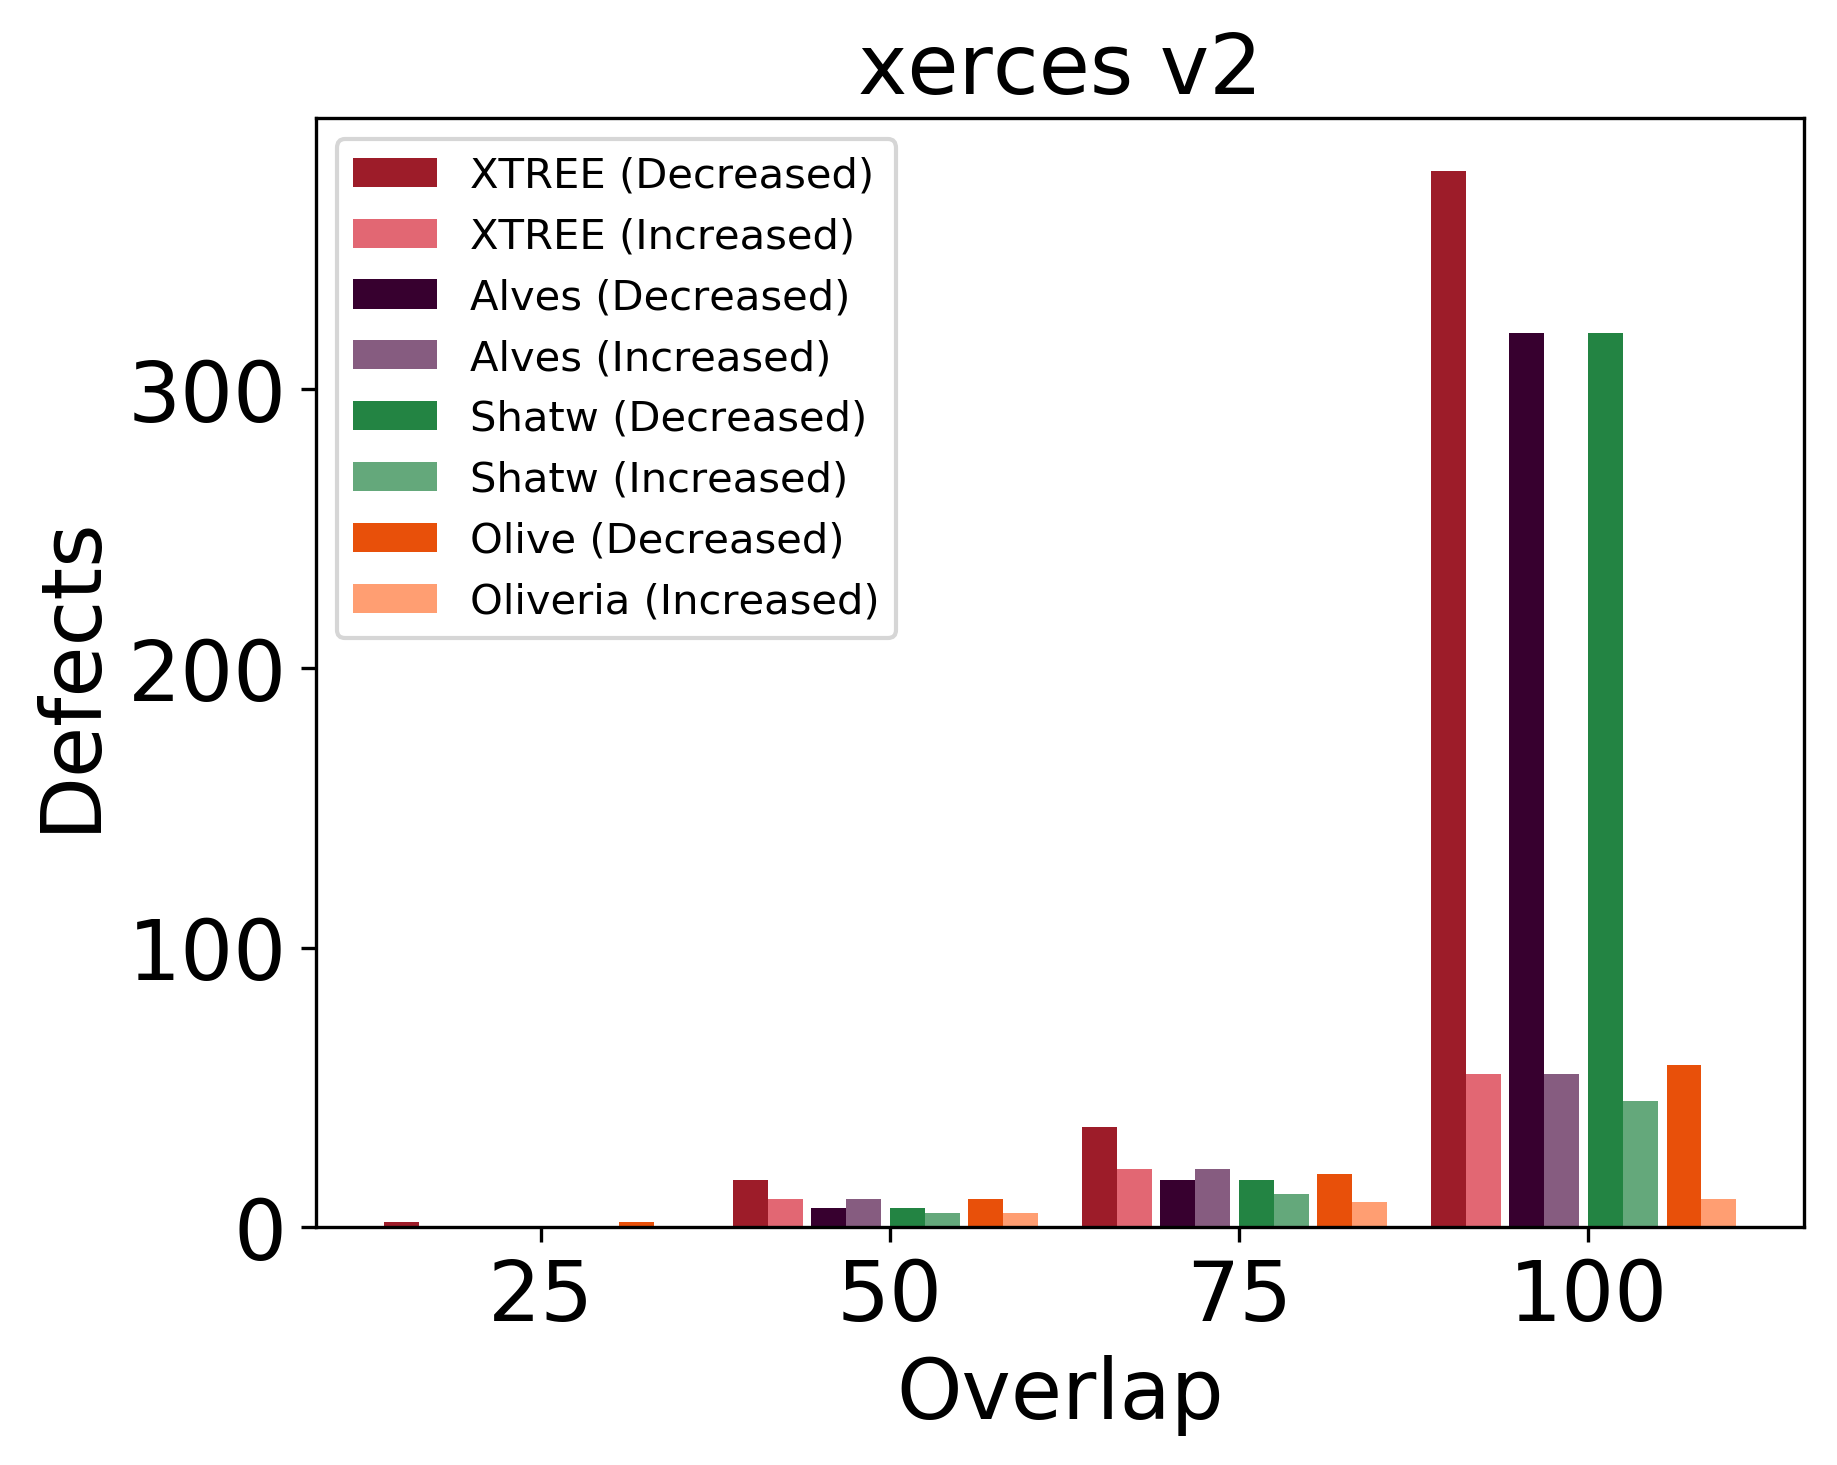 xerces v2
XTREE (Decreased)
XTREE (Increased)
Alves (Decreased)
Alves (Increased)
Shatw (Decreased)
Shatw (Increased)
Olive (Decreased)
Oliveria (Increased)
Defects
300
200
100
0
25 50 75 100
Overlap